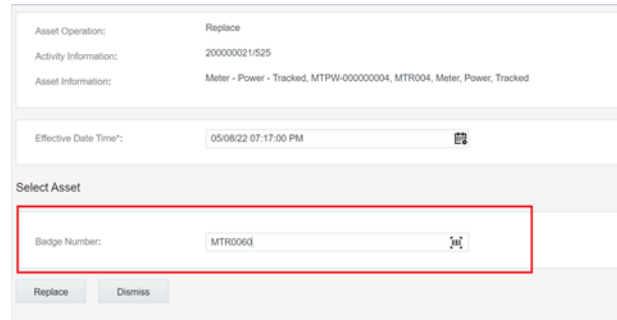 Asset Operation: Replace
Activity Information: 200000021/525
Asset Information: Meter - Power - Tracked, MTPW-000000004, MTR004, Meter, Power, Tracked
Effective Date Time*: 05/08/22 07:17:00 PM
Select Asset
Badge Number: MTR0060
Replace Dismiss